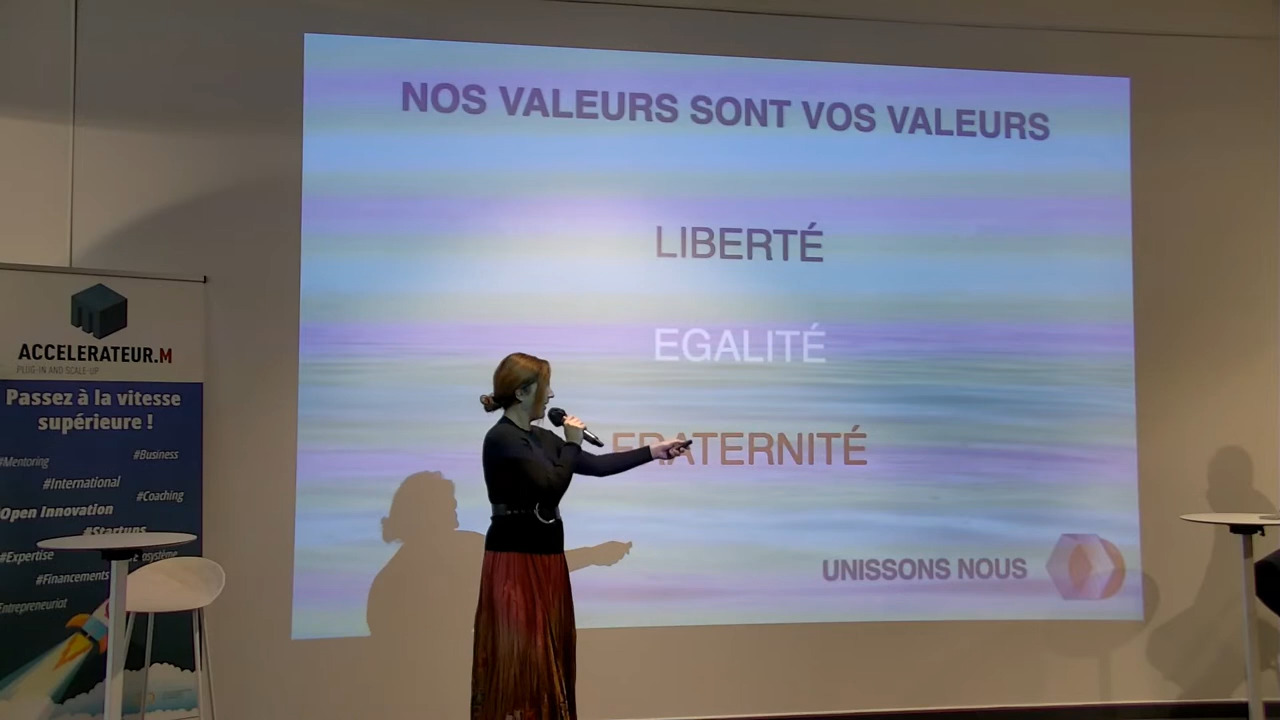 NOS VALEURS SONT VOS VALEURS
LIBERTÉ
EGALITÉ
FRATERNITÉ
UNISSONS NOUS
ACCELERATEUR.M
PLUG-IN AND SCALE-UP
Passez à la vitesse
supérieure !
#Mentoring
#Business
#International
#Coaching
Open Innovation
#Startups
#Expertise
#Financements
Entrepreneuriat